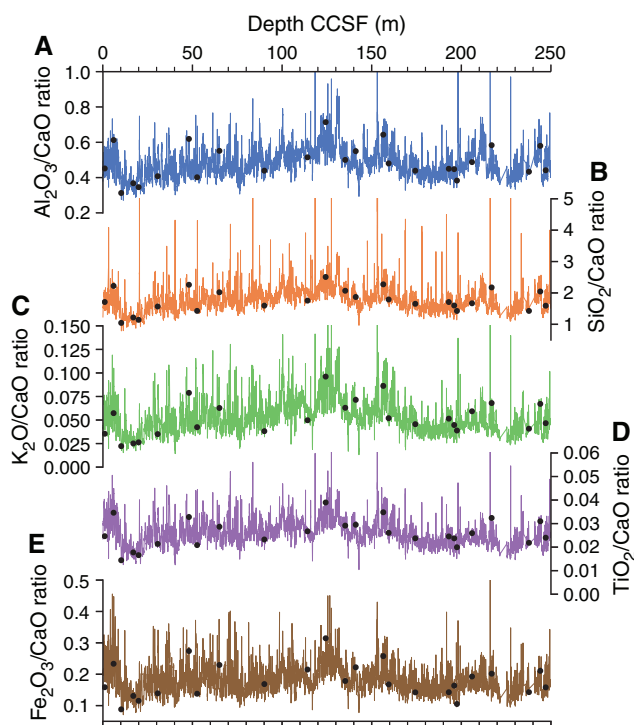 Depth CCSF (m)
0 50 100 150 200 250
A
1.0
0.8
0.6
0.4
0.2
Al₂O₃/CaO ratio
B
5
4
3
2
1
SiO₂/CaO ratio
C
0.150
0.125
0.100
0.075
0.050
0.025
0.000
K₂O/CaO ratio
D
0.06
0.05
0.04
0.03
0.02
0.01
0.00
TiO₂/CaO ratio
E
0.5
0.4
0.3
0.2
0.1
Fe₂O₃/CaO ratio